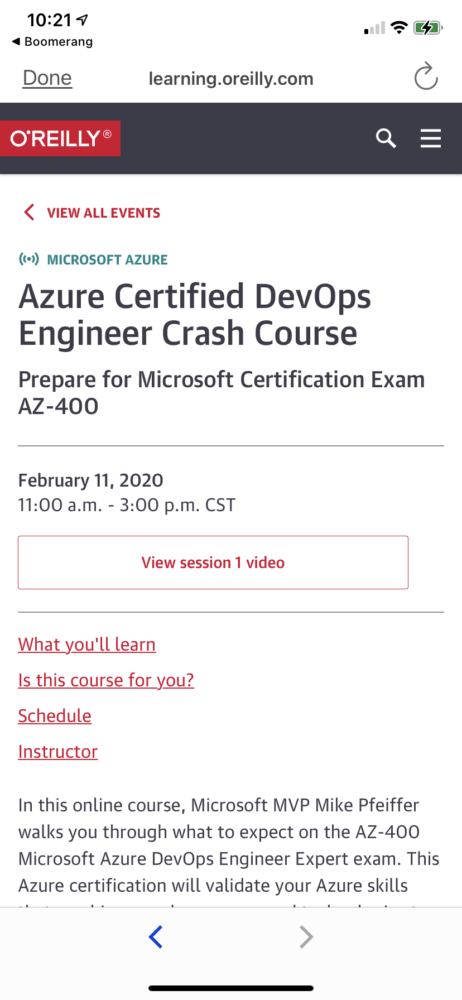 10:21
◀ Boomerang
Done
learning.oreilly.com
O'REILLY®
VIEW ALL EVENTS
MICROSOFT AZURE
Azure Certified DevOps
Engineer Crash Course
Prepare for Microsoft Certification Exam
AZ-400
February 11, 2020
11:00 a.m. - 3:00 p.m. CST
View session 1 video
What you'll learn
Is this course for you?
Schedule
Instructor
In this online course, Microsoft MVP Mike Pfeiffer
walks you through what to expect on the AZ-400
Microsoft Azure DevOps Engineer Expert exam. This
Azure certification will validate your Azure skills